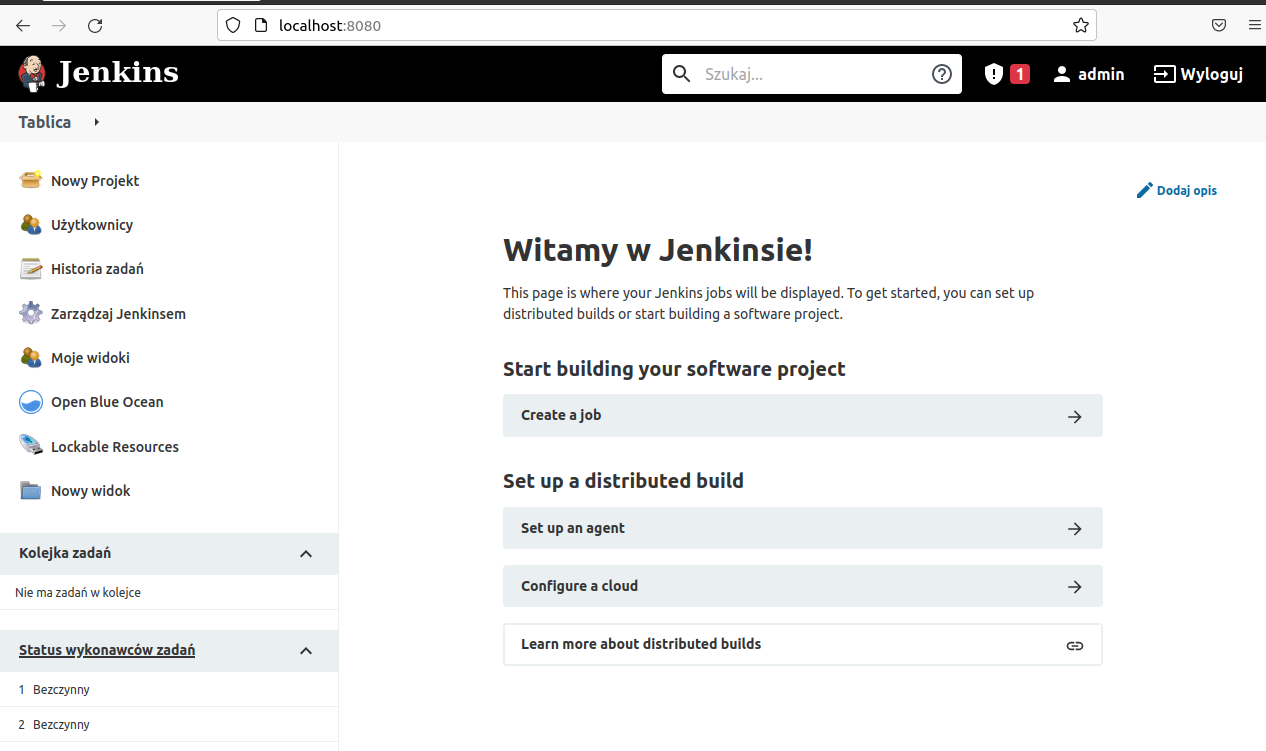 localhost:8080
Jenkins
Szukaj...
1
admin
Wyloguj
Tablica
Nowy Projekt
Użytkownicy
Historia zadań
Zarządzaj Jenkinsem
Moje widoki
Open Blue Ocean
Lockable Resources
Nowy widok
Kolejka zadań
Nie ma zadań w kolejce
Status wykonawców zadań
1 Bezczynny
2 Bezczynny
Dodaj opis
Witamy w Jenkinsie!
This page is where your Jenkins jobs will be displayed. To get started, you can set up
distributed builds or start building a software project.
Start building your software project
Create a job
Set up a distributed build
Set up an agent
Configure a cloud
Learn more about distributed builds